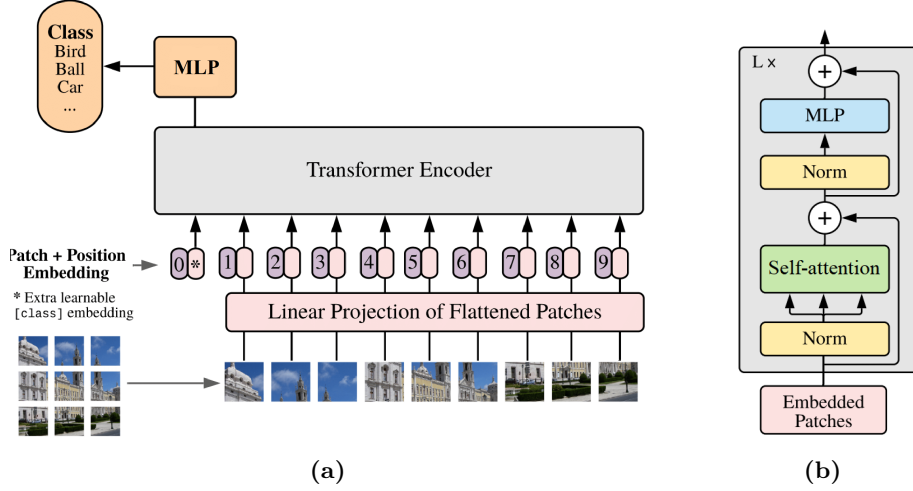 Class
Bird
Ball
Car
...
MLP
Transformer Encoder
Patch + Position
Embedding
0 * 1 2 3 4 5 6 7 8 9
* Extra learnable
[class] embedding
Linear Projection of Flattened Patches
(a)
L x
+
MLP
Norm
+
Self-attention
Norm
Embedded
Patches
(b)